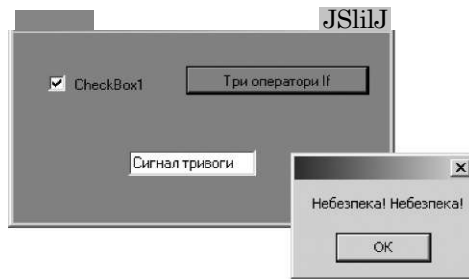 JSlilJ
CheckBox1
Три оператори If
Сигнал тривоги
Небезпека! Небезпека!
OK